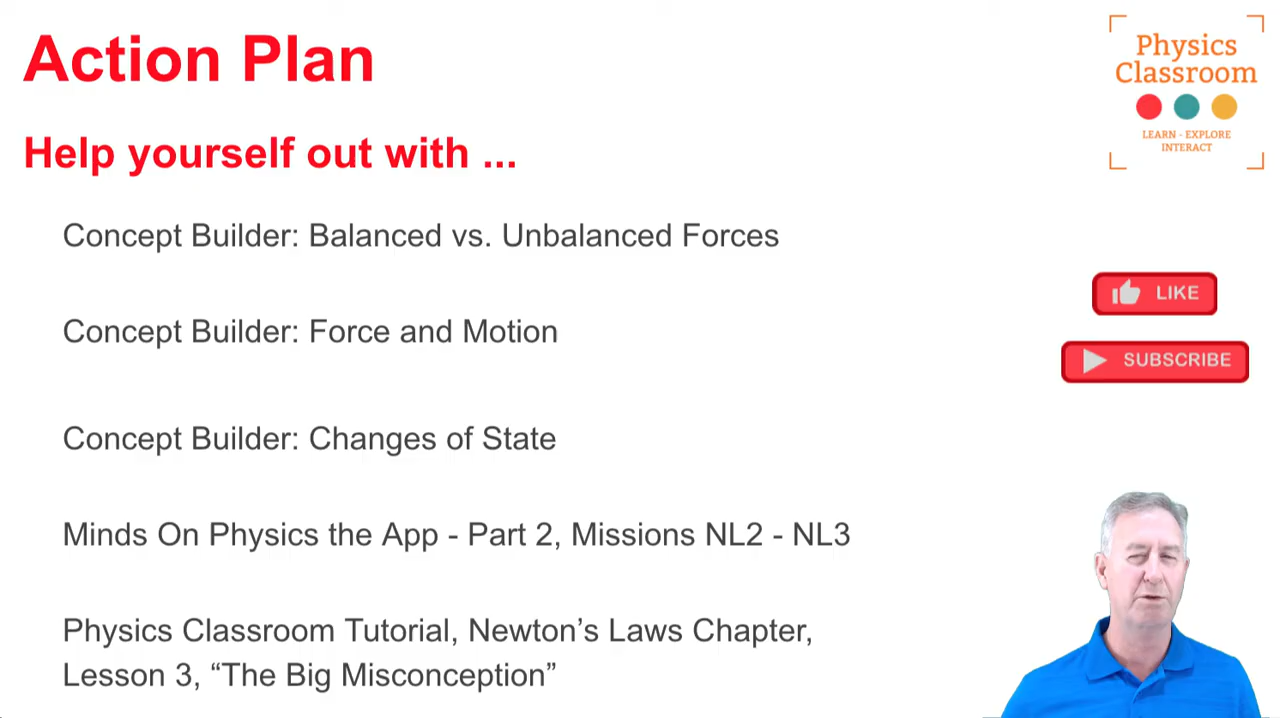 Action Plan
Physics
Classroom
LEARN - EXPLORE
INTERACT
Help yourself out with ...
Concept Builder: Balanced vs. Unbalanced Forces
LIKE
Concept Builder: Force and Motion
SUBSCRIBE
Concept Builder: Changes of State
Minds On Physics the App - Part 2, Missions NL2 - NL3
Physics Classroom Tutorial, Newton’s Laws Chapter,
Lesson 3, “The Big Misconception”